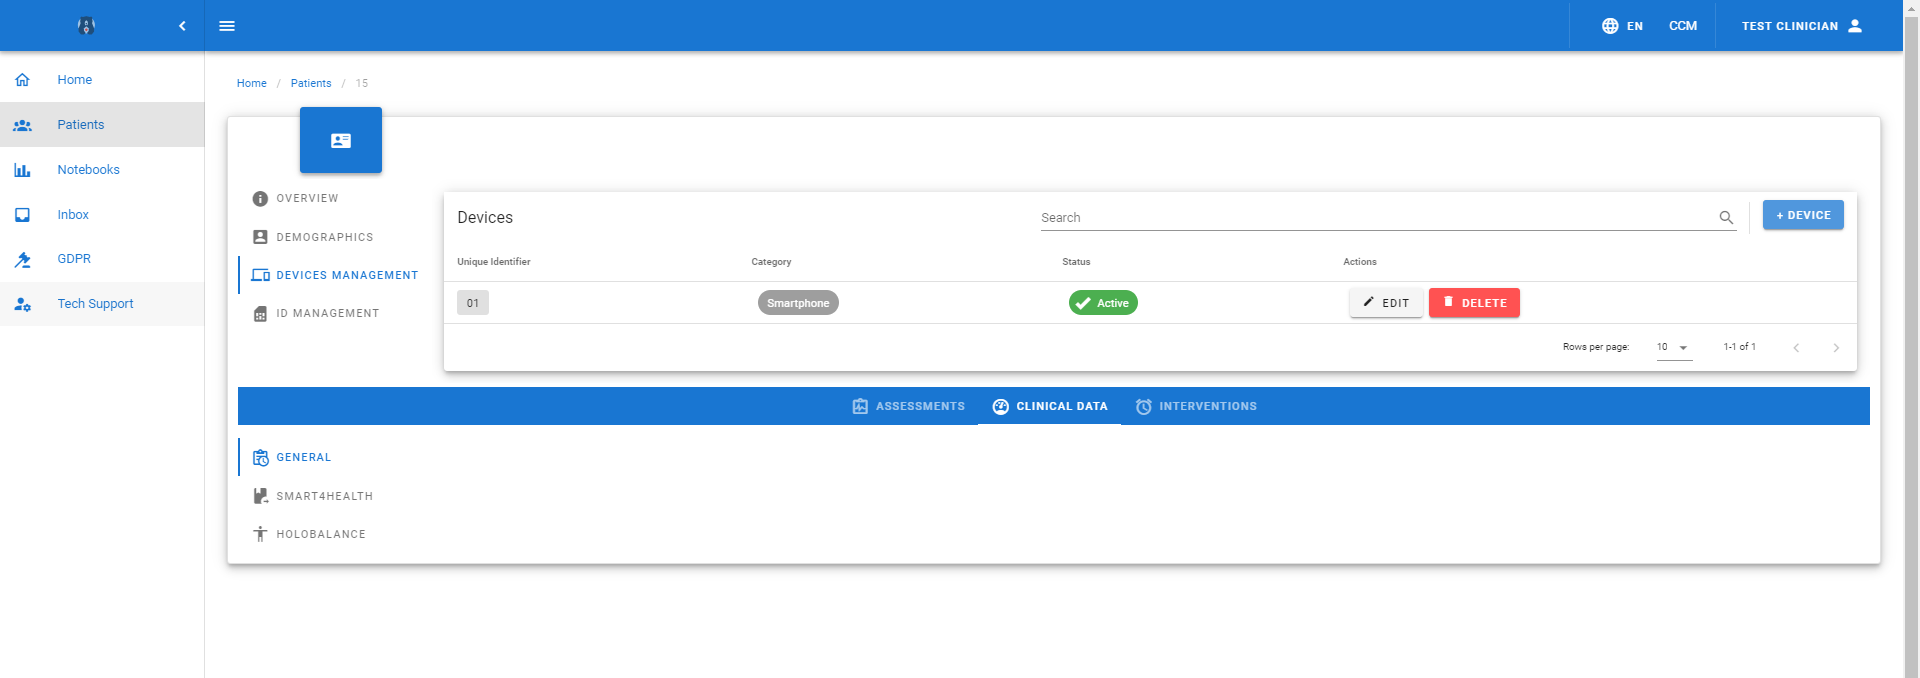 EN
CCM
TEST CLINICIAN
Home
Patients
Notebooks
Inbox
GDPR
Tech Support
Home / Patients / 15
OVERVIEW
DEMOGRAPHICS
DEVICES MANAGEMENT
ID MANAGEMENT
Devices
Search
+ DEVICE
Unique Identifier Category Status Actions
01 Smartphone Active EDIT DELETE
Rows per page: 10 1-1 of 1
ASSESSMENTS CLINICAL DATA INTERVENTIONS
GENERAL
SMART4HEALTH
HOLOBALANCE